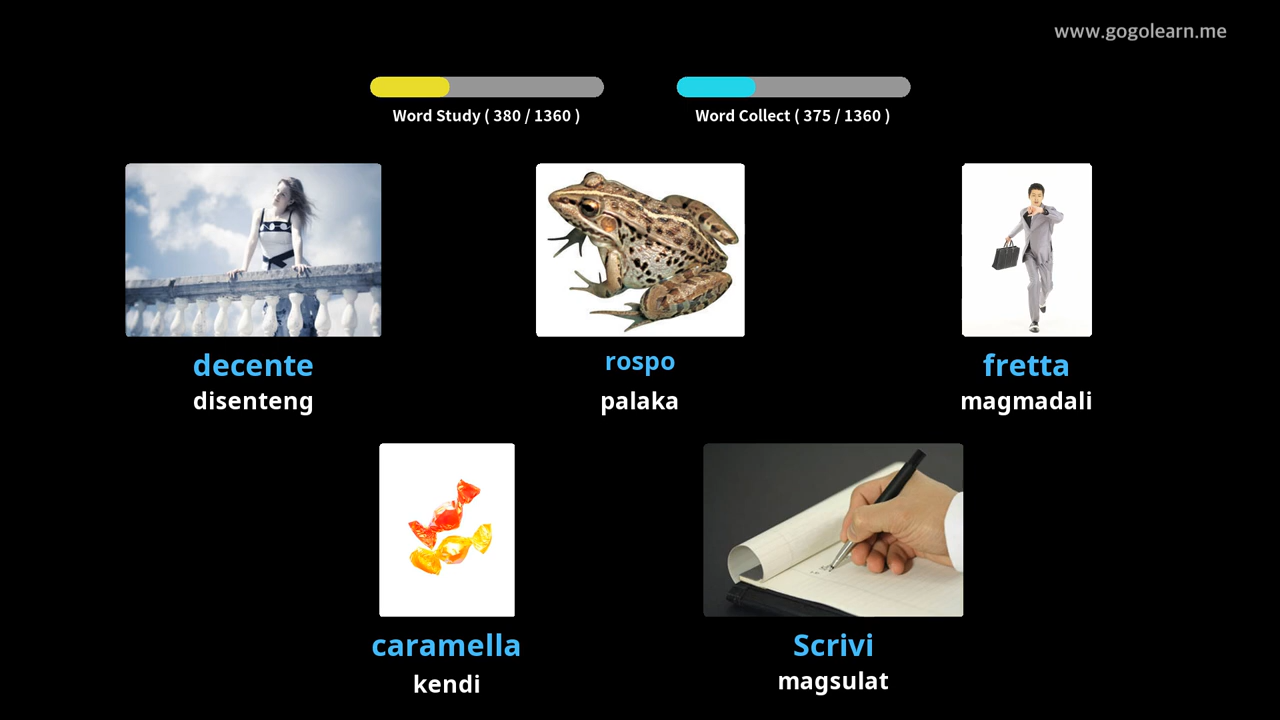 www.gogolearn.me
Word Study ( 380 / 1360 )
Word Collect ( 375 / 1360 )
decente
disenteng
rospo
palaka
fretta
magmadali
caramella
kendi
Scrivi
magsulat